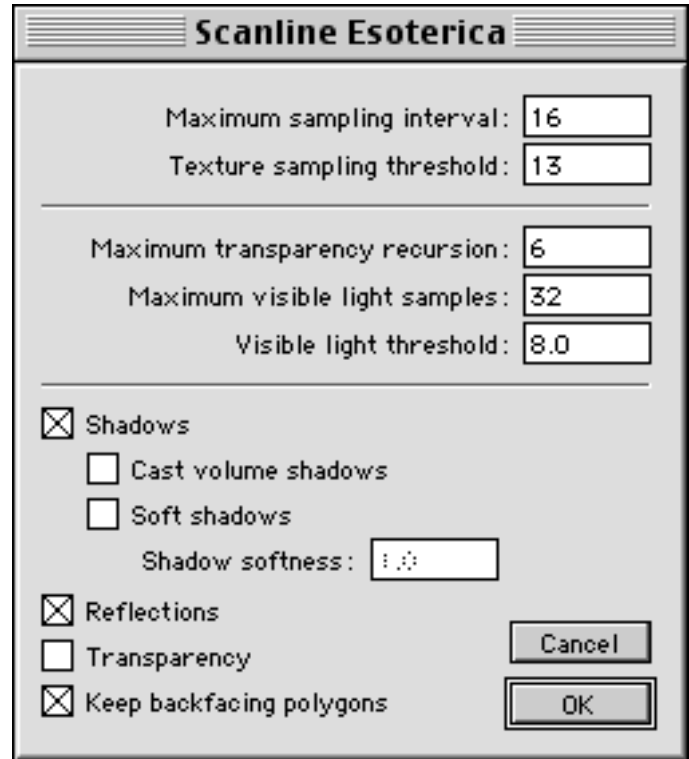 Scanline Esoterica
Maximum sampling interval: 16
Texture sampling threshold: 13
Maximum transparency recursion: 6
Maximum visible light samples: 32
Visible light threshold: 8.0
Shadows
Cast volume shadows
Soft shadows
Shadow softness: 1.0
Reflections
Cancel
Transparency
Keep backfacing polygons
OK